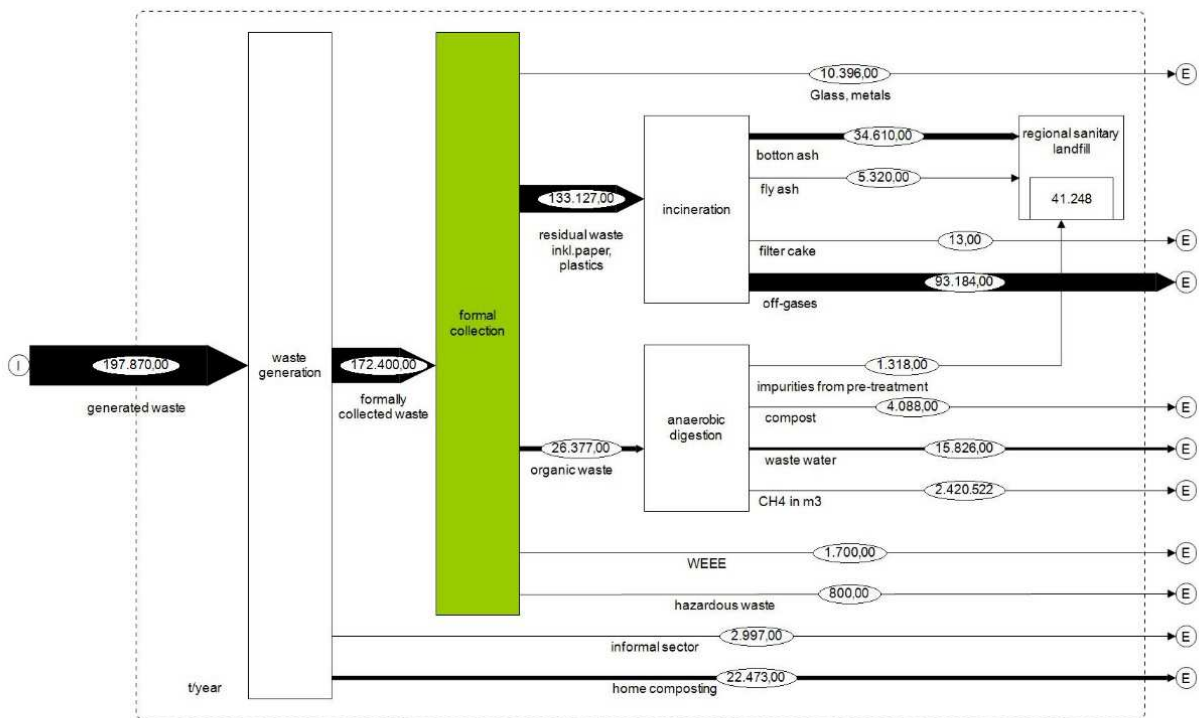 10.396,00
E
Glass, metals
34.610,00
botton ash
regional sanitary
landfill
5.320,00
fly ash
133.127,00
incineration
41.248
residual waste
inkl.paper,
plastics
13,00
E
filter cake
93.184,00
E
off-gases
formal
collection
I
197.870,00
waste
generation
172.400,00
1.318,00
generated waste
formally
collected waste
impurities from pre-treatment
4.088,00
E
compost
anaerobic
digestion
26.377,00
organic waste
15.826,00
E
waste water
2.420.522
E
CH4 in m3
1.700,00
E
WEEE
800,00
E
hazardous waste
2.997,00
E
informal sector
22.473,00
E
home composting
t/year